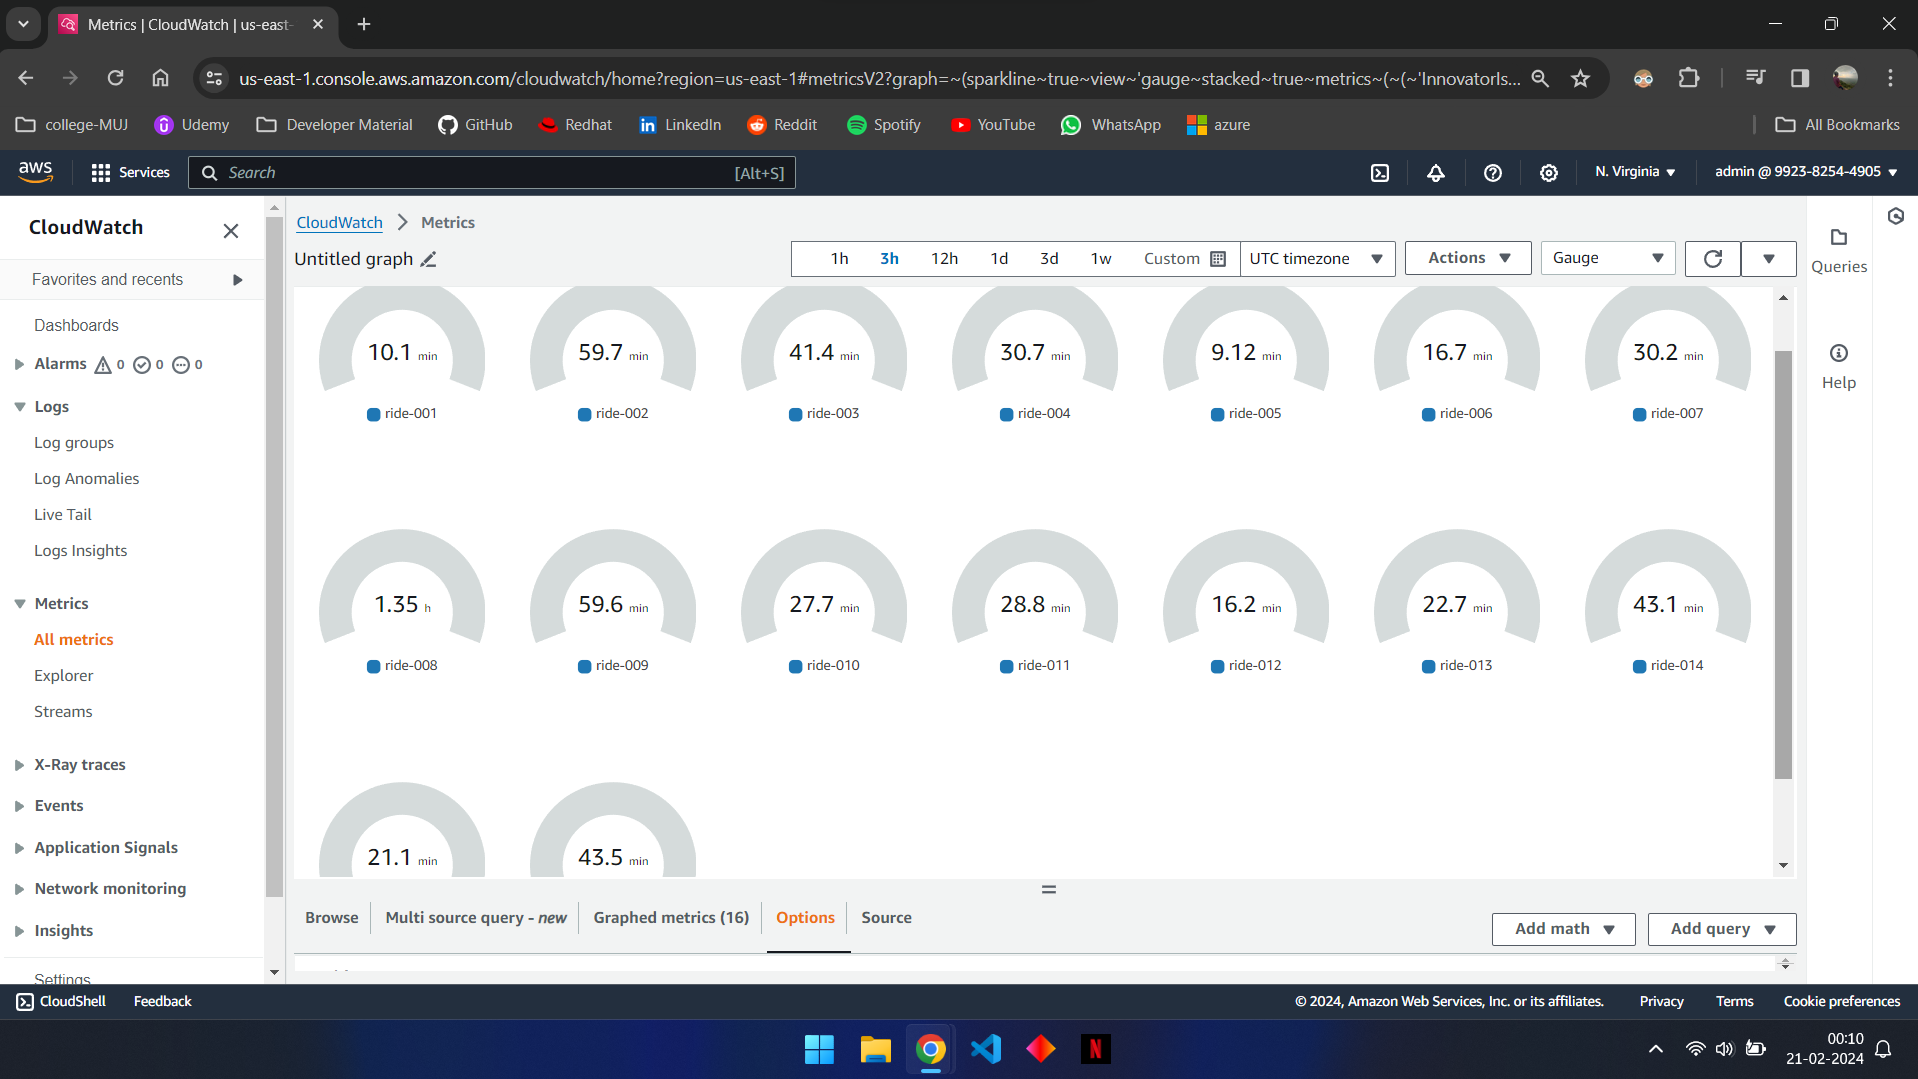 Metrics | CloudWatch | us-east-
us-east-1.console.aws.amazon.com/cloudwatch/home?region=us-east-1#metricsV2?graph=~(sparkline~true~view~'gauge~stacked~true~metrics~(~(~'InnovatorIs...
college-MUJ Udemy Developer Material GitHub Redhat LinkedIn Reddit Spotify YouTube WhatsApp azure All Bookmarks
aws Services Search [Alt+S] N. Virginia admin @ 9923-8254-4905
CloudWatch
Favorites and recents
Dashboards
Alarms 0 0 0
Logs
Log groups
Log Anomalies
Live Tail
Logs Insights
Metrics
All metrics
Explorer
Streams
X-Ray traces
Events
Application Signals
Network monitoring
Insights
Settings
CloudWatch Metrics
Untitled graph
1h 3h 12h 1d 3d 1w Custom UTC timezone Actions Gauge
10.1 min 59.7 min 41.4 min 30.7 min 9.12 min 16.7 min 30.2 min
ride-001 ride-002 ride-003 ride-004 ride-005 ride-006 ride-007
1.35 h 59.6 min 27.7 min 28.8 min 16.2 min 22.7 min 43.1 min
ride-008 ride-009 ride-010 ride-011 ride-012 ride-013 ride-014
21.1 min 43.5 min
Browse Multi source query - new Graphed metrics (16) Options Source
Add math Add query
Queries
Help
CloudShell Feedback © 2024, Amazon Web Services, Inc. or its affiliates. Privacy Terms Cookie preferences
N
00:10
21-02-2024